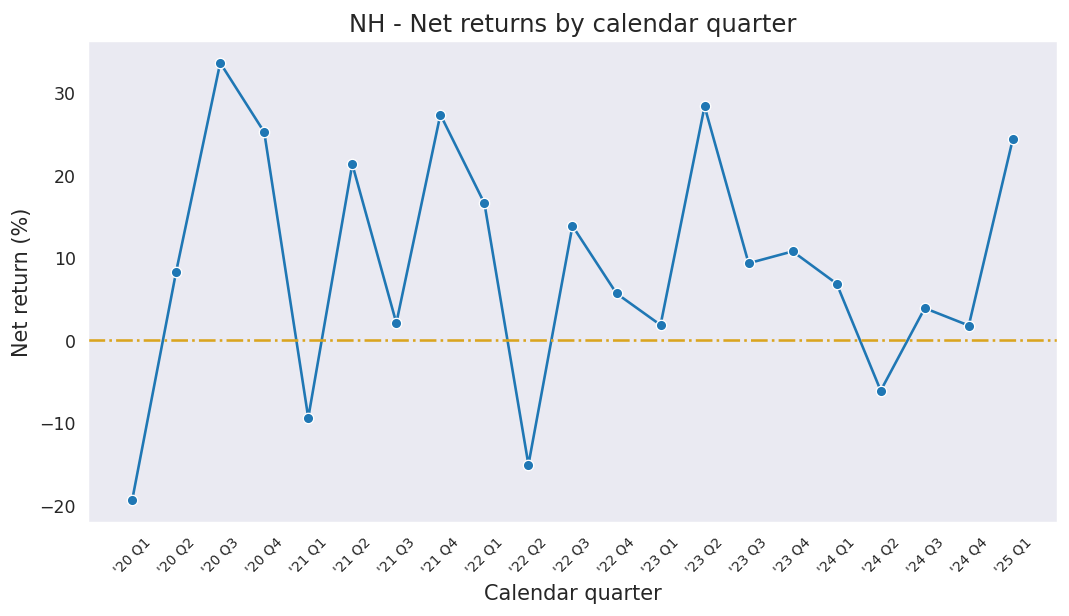 NH - Net returns by calendar quarter
Net return (%)
30
20
10
0
−10
−20
'20 Q1
'20 Q2
'20 Q3
'20 Q4
'21 Q1
'21 Q2
'21 Q3
'21 Q4
'22 Q1
'22 Q2
'22 Q3
'22 Q4
'23 Q1
'23 Q2
'23 Q3
'23 Q4
'24 Q1
'24 Q2
'24 Q3
'24 Q4
'25 Q1
Calendar quarter